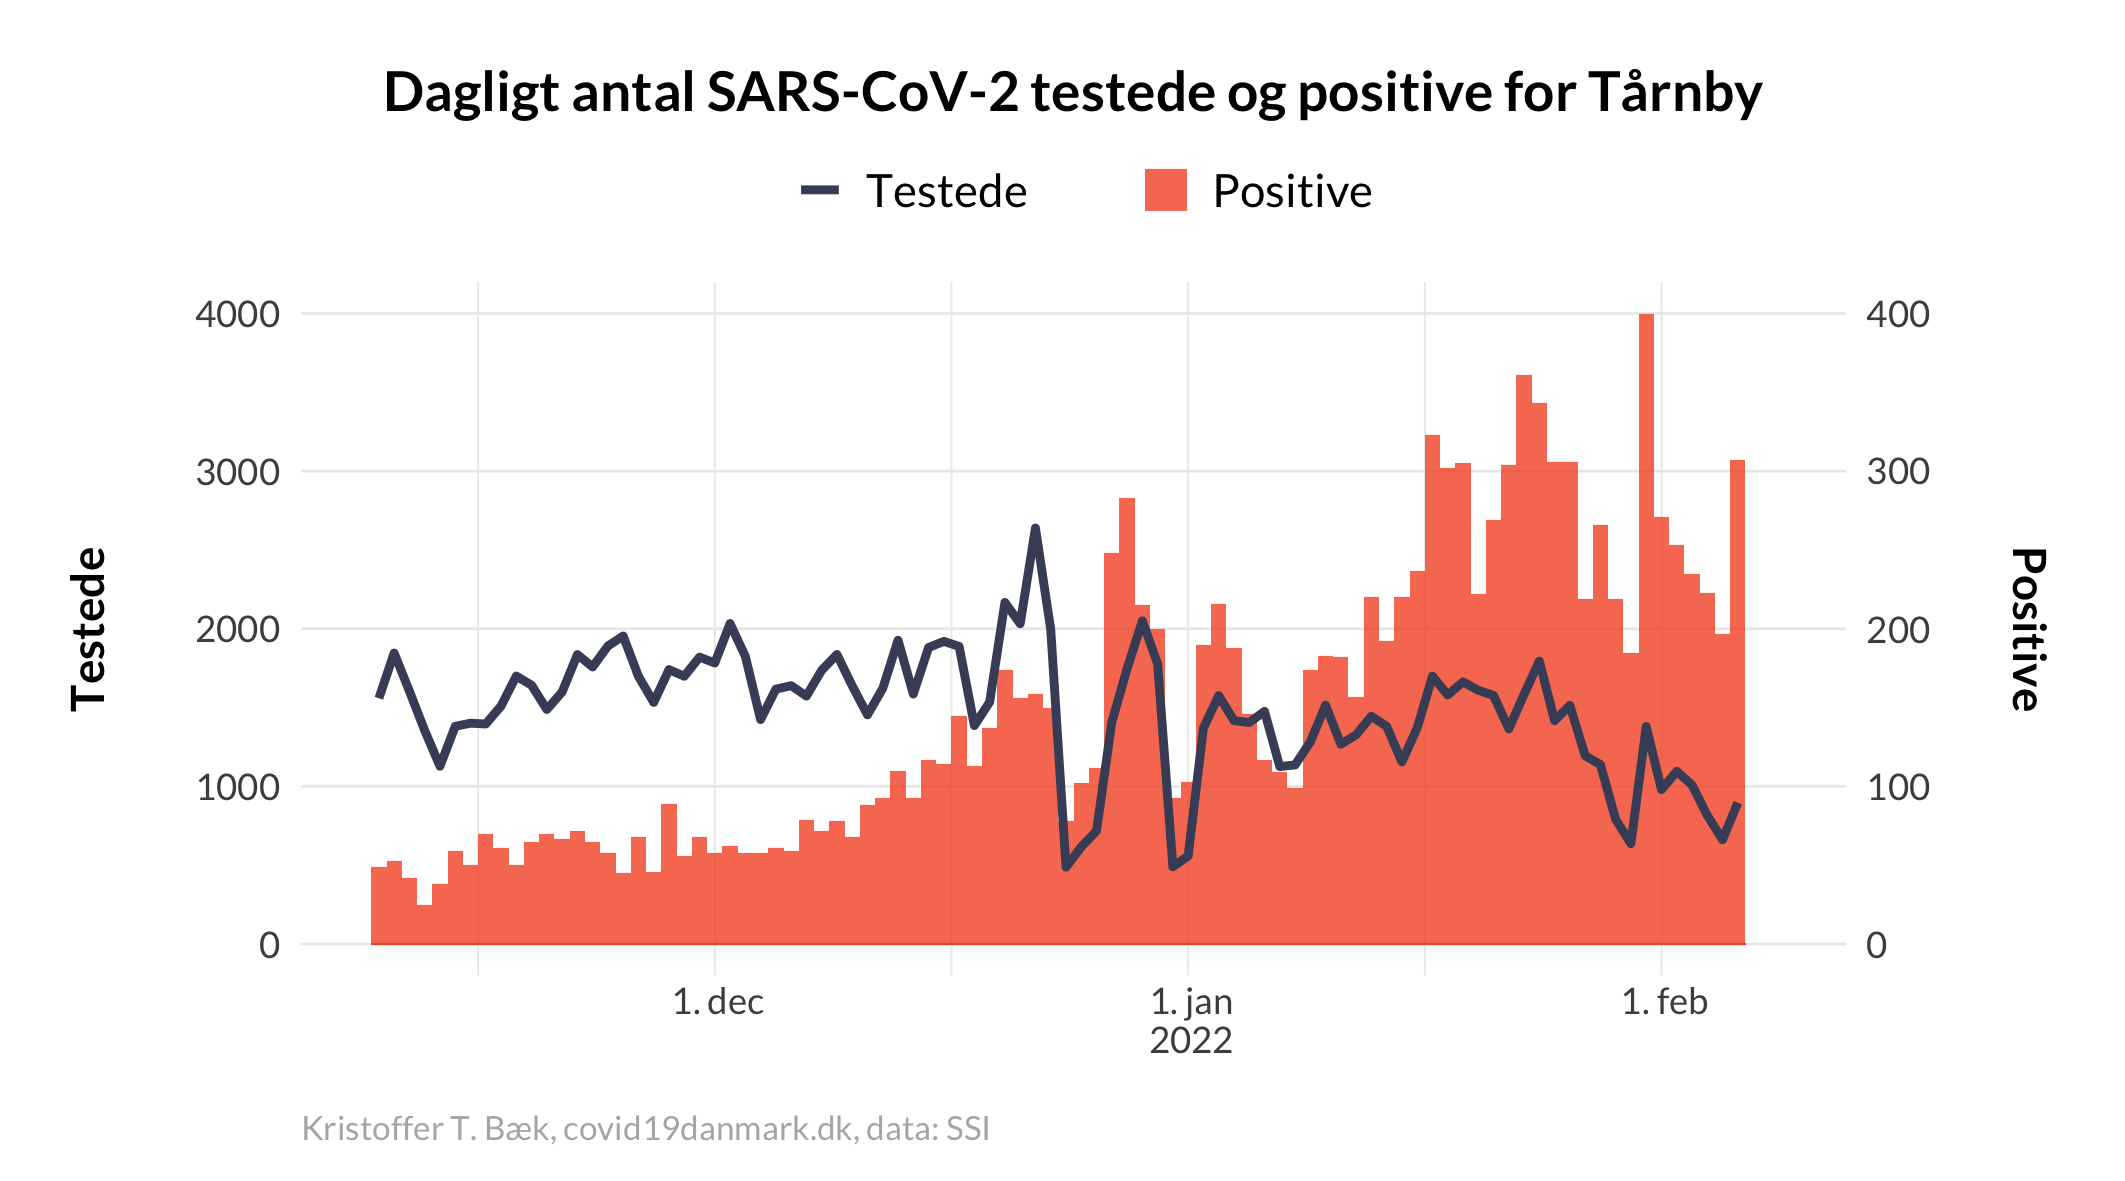 Dagligt antal SARS-CoV-2 testede og positive for Tårnby
Testede
Positive
4000
3000
2000
1000
0
Testede
400
300
200
100
0
Positive
1. dec
1. jan
2022
1. feb
Kristoffer T. Bæk, covid19danmark.dk, data: SSI